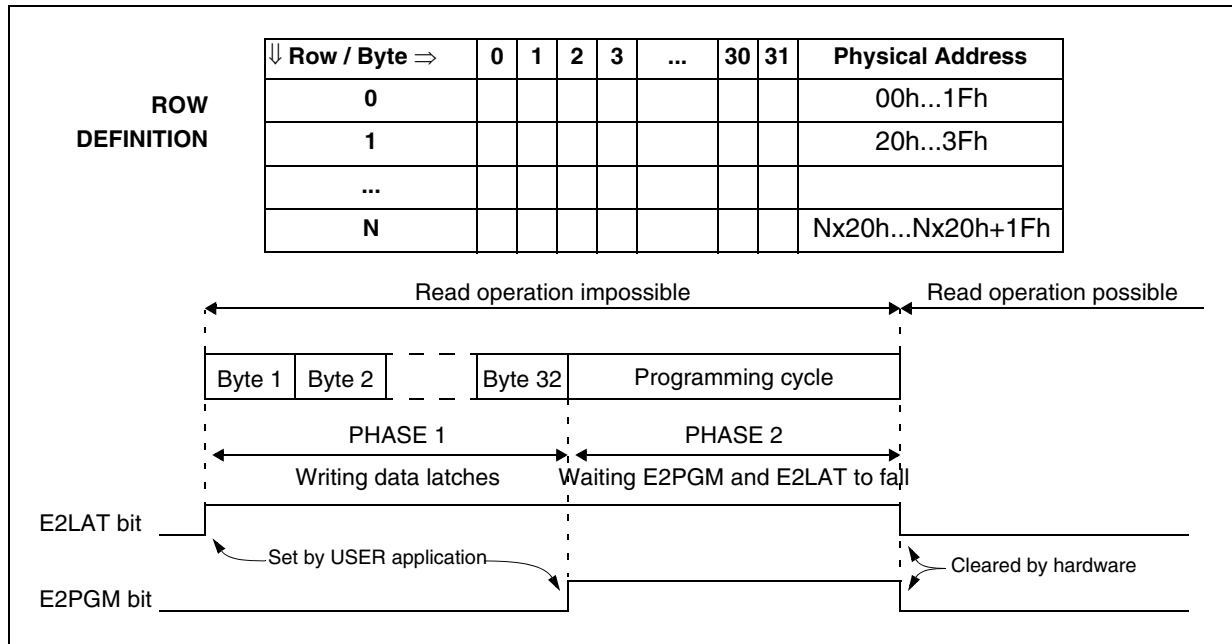 ⇓ Row / Byte ⇒ 0 1 2 3 ... 30 31 Physical Address
ROW
DEFINITION
0 00h...1Fh
1 20h...3Fh
...
N Nx20h...Nx20h+1Fh
Read operation impossible Read operation possible
Byte 1 Byte 2 Byte 32 Programming cycle
PHASE 1 PHASE 2
Writing data latches Waiting E2PGM and E2LAT to fall
E2LAT bit
Set by USER application Cleared by hardware
E2PGM bit